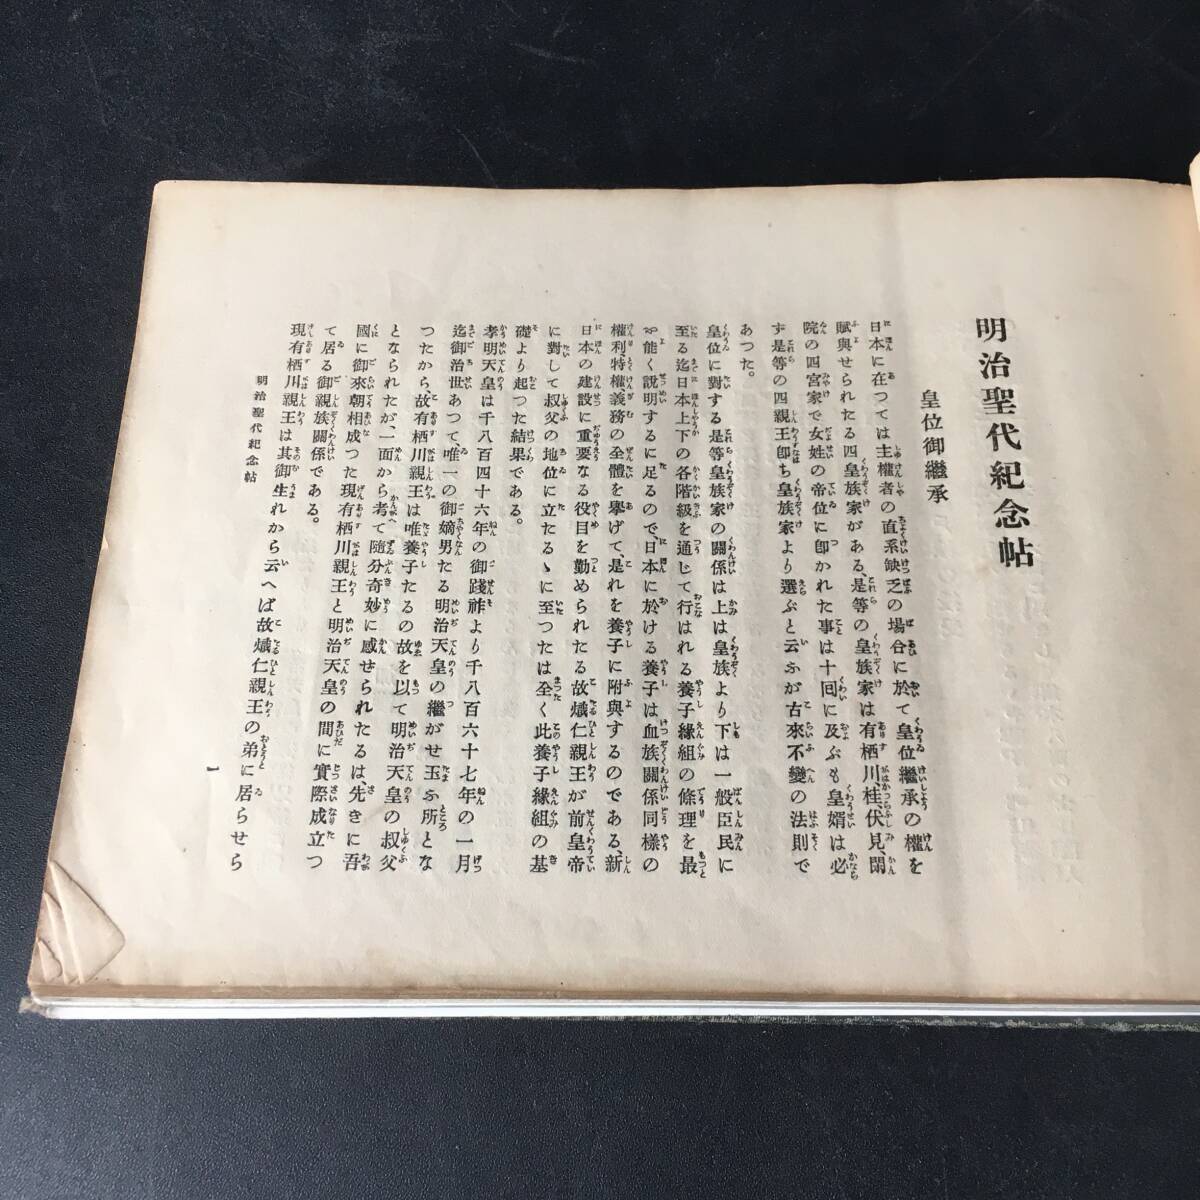 明治聖代紀念帖
皇位御繼承
日本に在つては主權者の直系缺乏の場合に於て皇位繼承の權を
賦與せられたる四皇族家がある、是等の皇族家は有栖川、桂、伏見、閑
院の四宮家で女姓の帝位に卽かれた事は十回に及ぶも皇婿は必
す是等の四親王卽ち皇族家より選ぶと云ふが古來不變の法則で
あつた。
皇位に對する是等皇族家の關係は上は皇族より下は一般臣民に
至る迄日本上下の各階級を通じて行はれる養子緣組の條理を最
も能く說明するに足るので、日本に於ける養子は血族關係同樣の
權利、特權、義務の全體を擧げて、是れを養子に附與するのである、新
日本の建設に重要なる役目を勤められたる故熾仁親王が前皇帝
に對して叔父の地位に立たるゝに至つたは全く此養子緣組の基
礎より起つた結果である。
孝明天皇は千八百四十六年の御踐祚より千八百六十七年の一月
迄御治世あつて、唯一の御嫡男たる明治天皇の繼がせ玉ふ所とな
つたから故有栖川親王は唯養子たるの故を以て明治天皇の叔父
となられたが、一面から考て隨分奇妙に感せられたるは先きに吾
國に御來朝相成つた現有栖川親王と明治天皇の間に實際成立つ
て居る御親族關係である。
現有栖川親王は其御生れから云へば故熾仁親王の弟に居らせら
明治聖代紀念帖
1